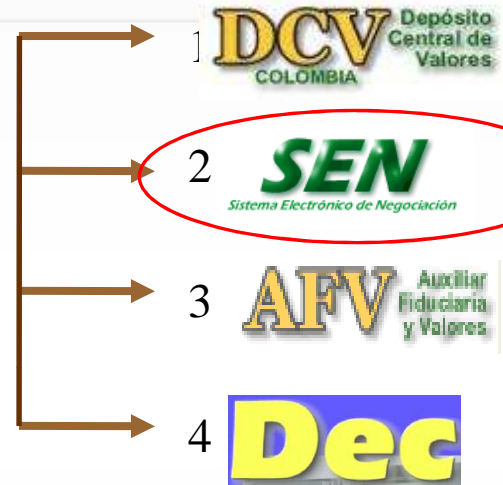 1 DCV Depósito
Central de
Valores
COLOMBIA
2 SEN
Sistema Electrónico de Negociación
3 AFV Auxiliar
Fiduciaria
y Valores
4 Dec